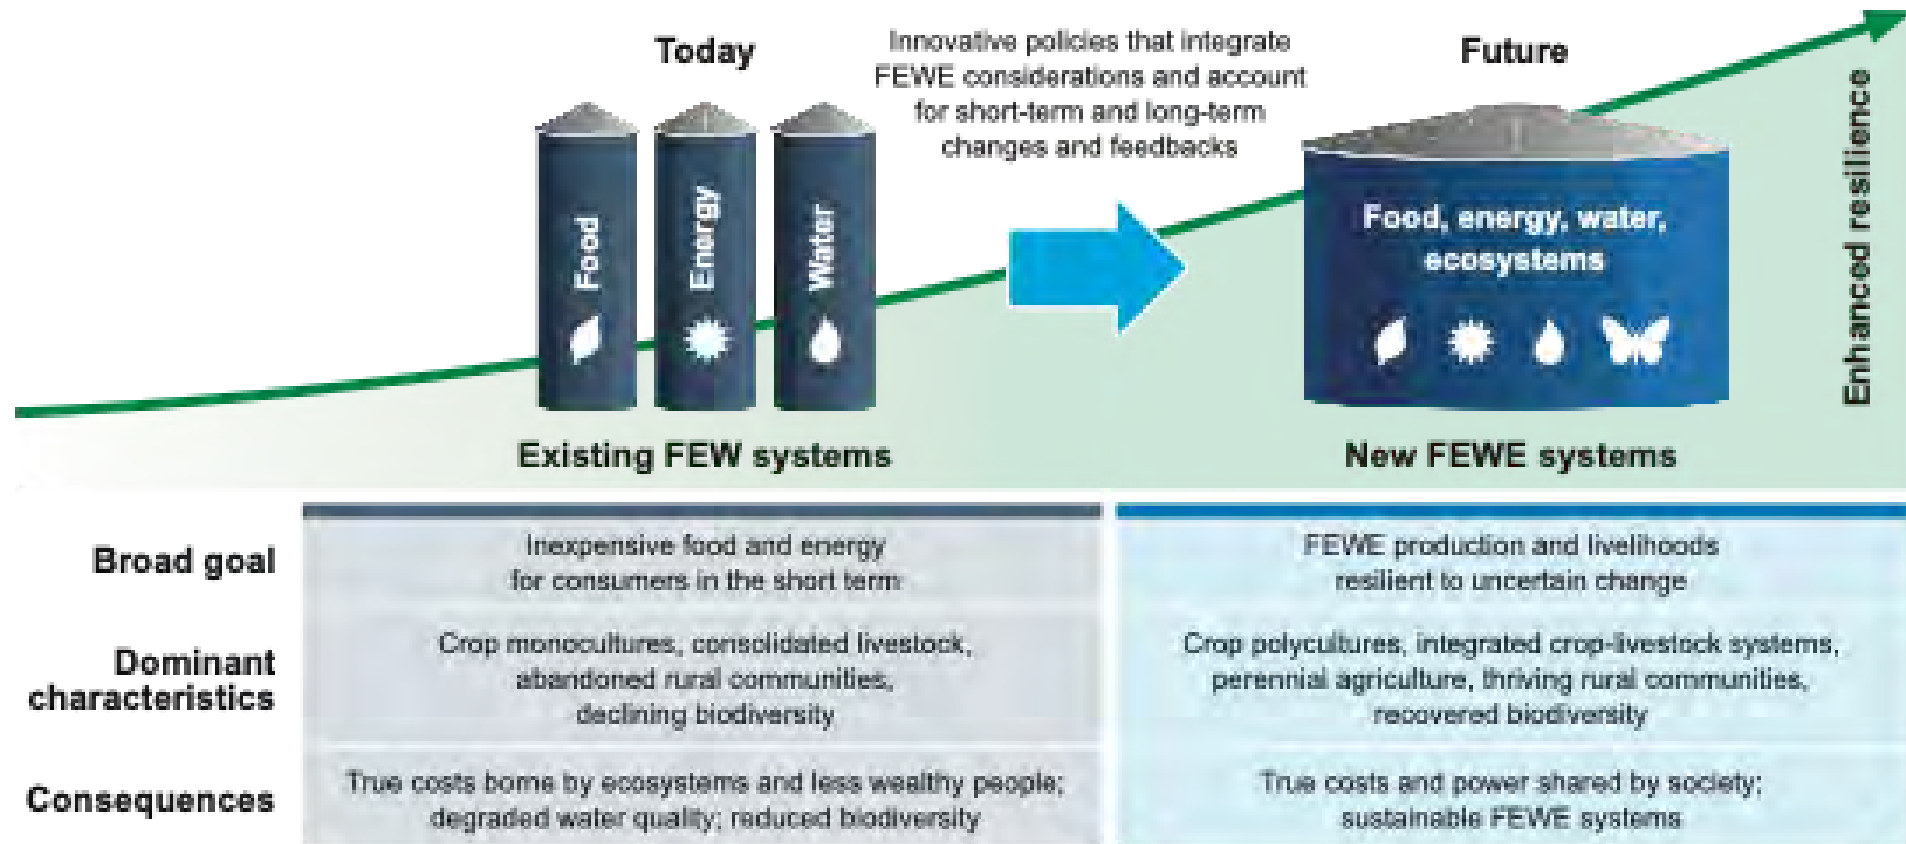 Today
Innovative policies that integrate
FEWE considerations and account
for short-term and long-term
changes and feedbacks
Future
Food
Energy
Water
Food, energy, water,
ecosystems
Enhanced resilience
Existing FEW systems
New FEWE systems
Broad goal
Inexpensive food and energy
for consumers in the short term
FEWE production and livelihoods
resilient to uncertain change
Dominant
characteristics
Crop monocultures, consolidated livestock,
abandoned rural communities,
declining biodiversity
Crop polycultures, integrated crop-livestock systems,
perennial agriculture, thriving rural communities,
recovered biodiversity
Consequences
True costs borne by ecosystems and less wealthy people;
degraded water quality; reduced biodiversity
True costs and power shared by society;
sustainable FEWE systems